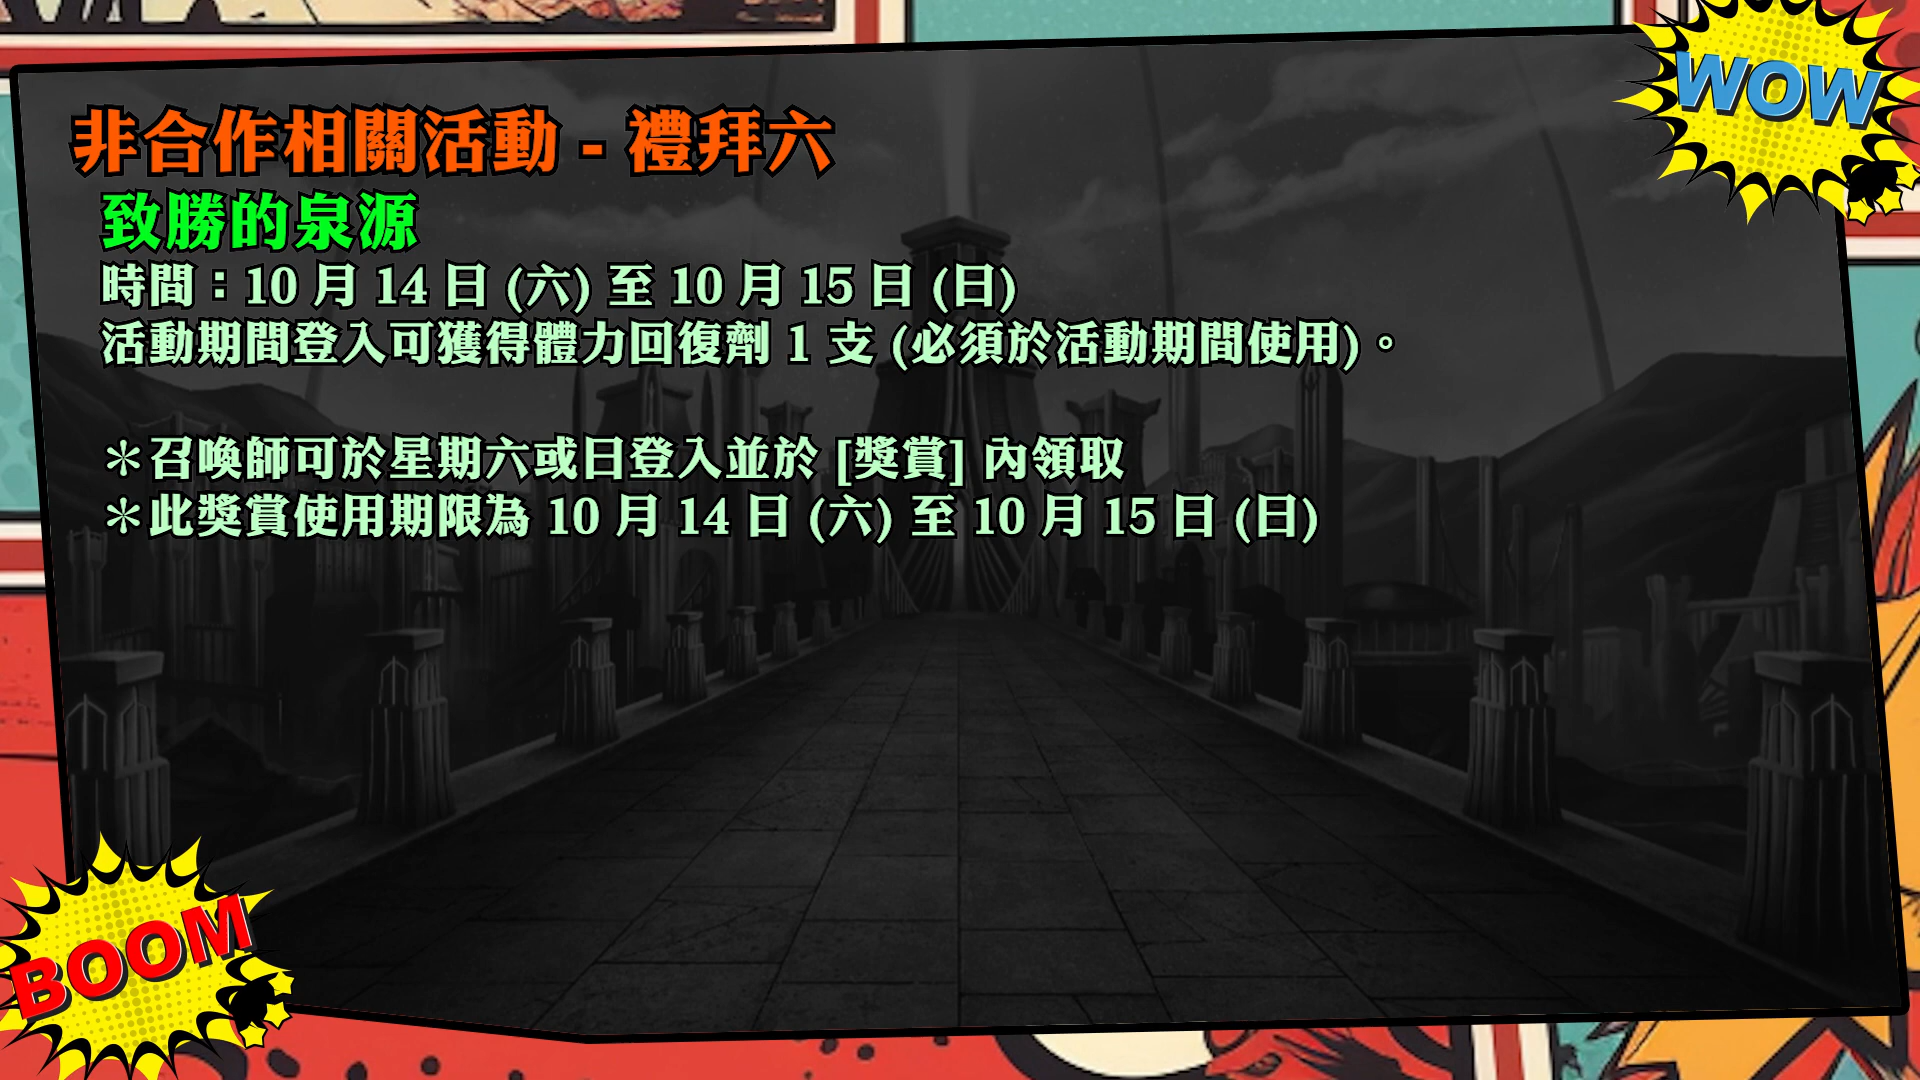 WOW
非合作相關活動 - 禮拜六
致勝的泉源
時間：10 月 14 日 (六) 至 10 月 15 日 (日)
活動期間登入可獲得體力回復劑 1 支 (必須於活動期間使用)。
＊召喚師可於星期六或日登入並於 [獎賞] 內領取
＊此獎賞使用期限為 10 月 14 日 (六) 至 10 月 15 日 (日)
BOOM